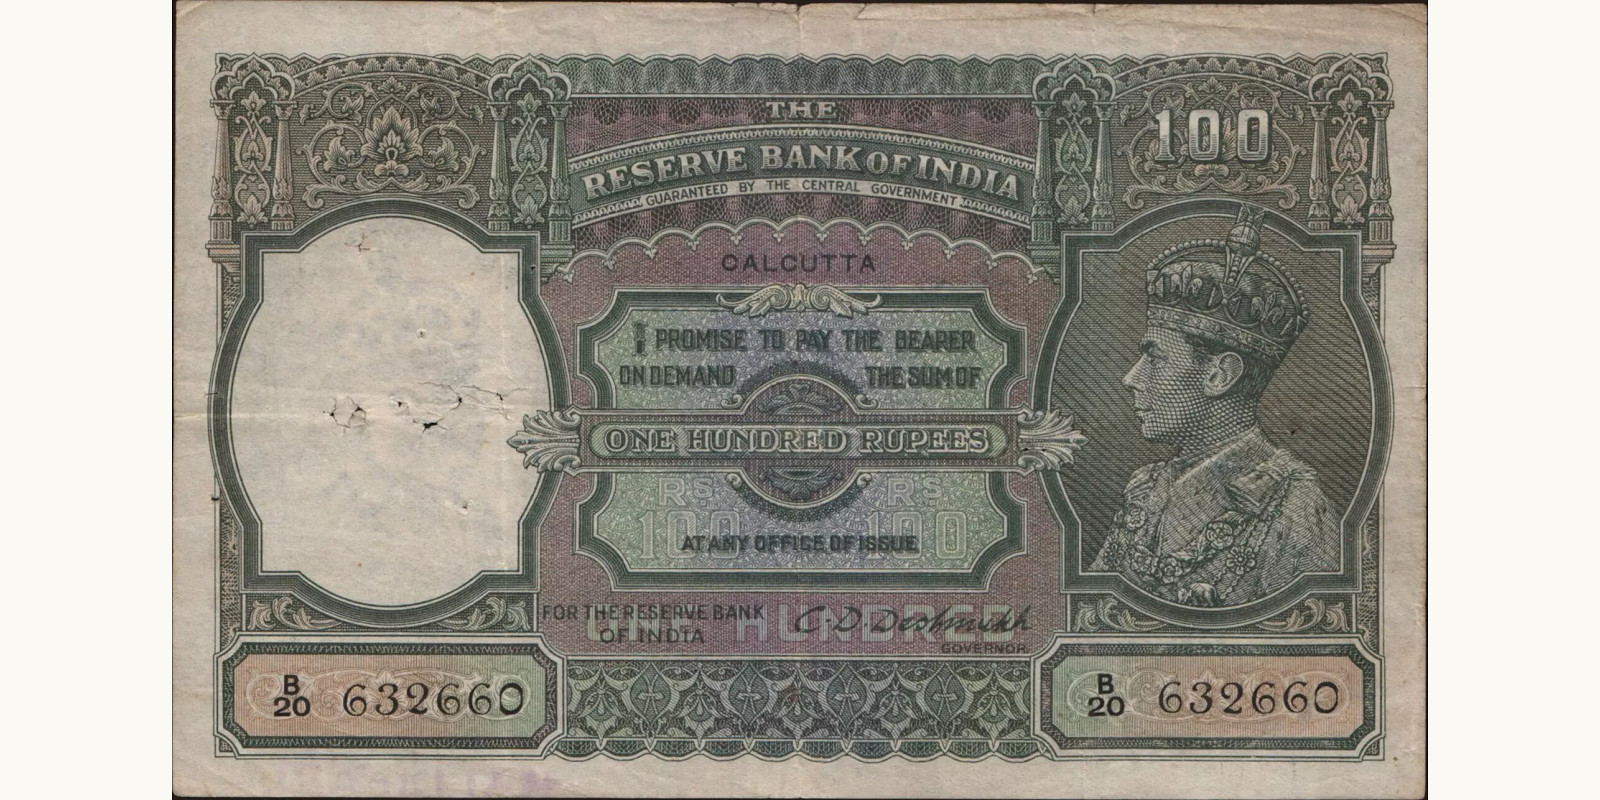 THE
RESERVE BANK OF INDIA
GUARANTEED BY THE CENTRAL GOVERNMENT
100
CALCUTTA
I PROMISE TO PAY THE BEARER
ON DEMAND THE SUM OF
ONE HUNDRED RUPEES
RS RS
100 100
AT ANY OFFICE OF ISSUE
FOR THE RESERVE BANK
OF INDIA
ONE HUNDRED
C.D. Deshmukh
GOVERNOR.
B/20 632660
B/20 632660